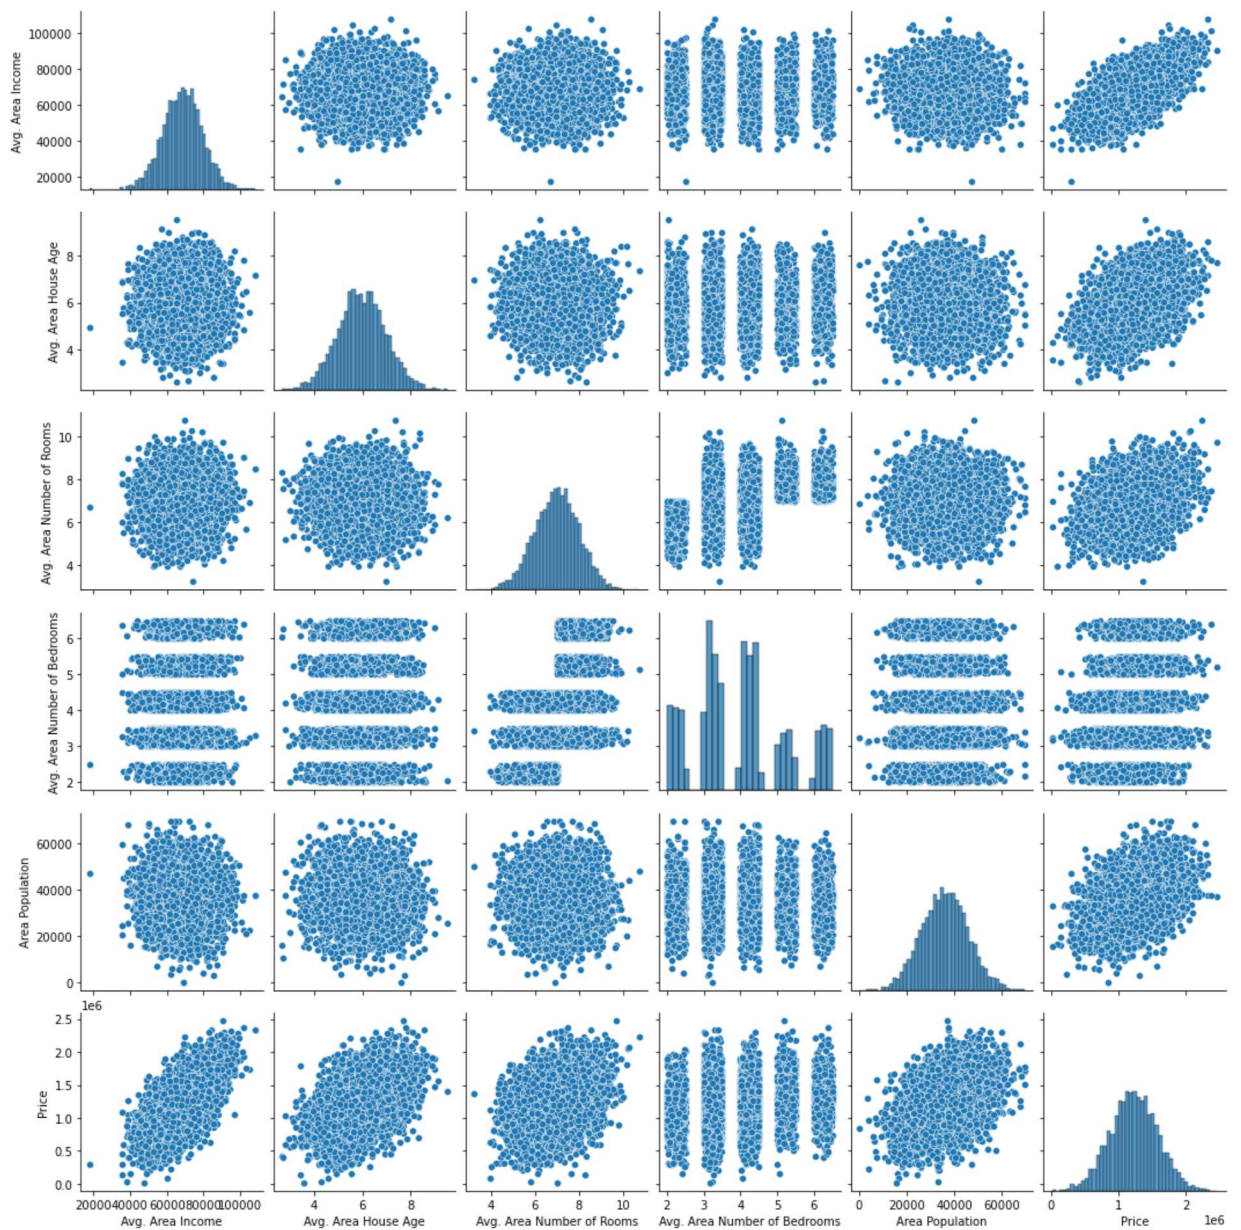 Avg. Area Income
100000
80000
60000
40000
20000
Avg. Area House Age
8
6
4
Avg. Area Number of Rooms
10
8
6
4
Avg. Area Number of Bedrooms
6
5
4
3
2
Area Population
60000
40000
20000
0
1e6
Price
2.5
2.0
1.5
1.0
0.5
0.0
20000 40000 60000 80000 100000
Avg. Area Income
4 6 8
Avg. Area House Age
4 6 8 10
Avg. Area Number of Rooms
2 3 4 5 6
Avg. Area Number of Bedrooms
0 20000 40000 60000
Area Population
0 1 2
Price
1e6